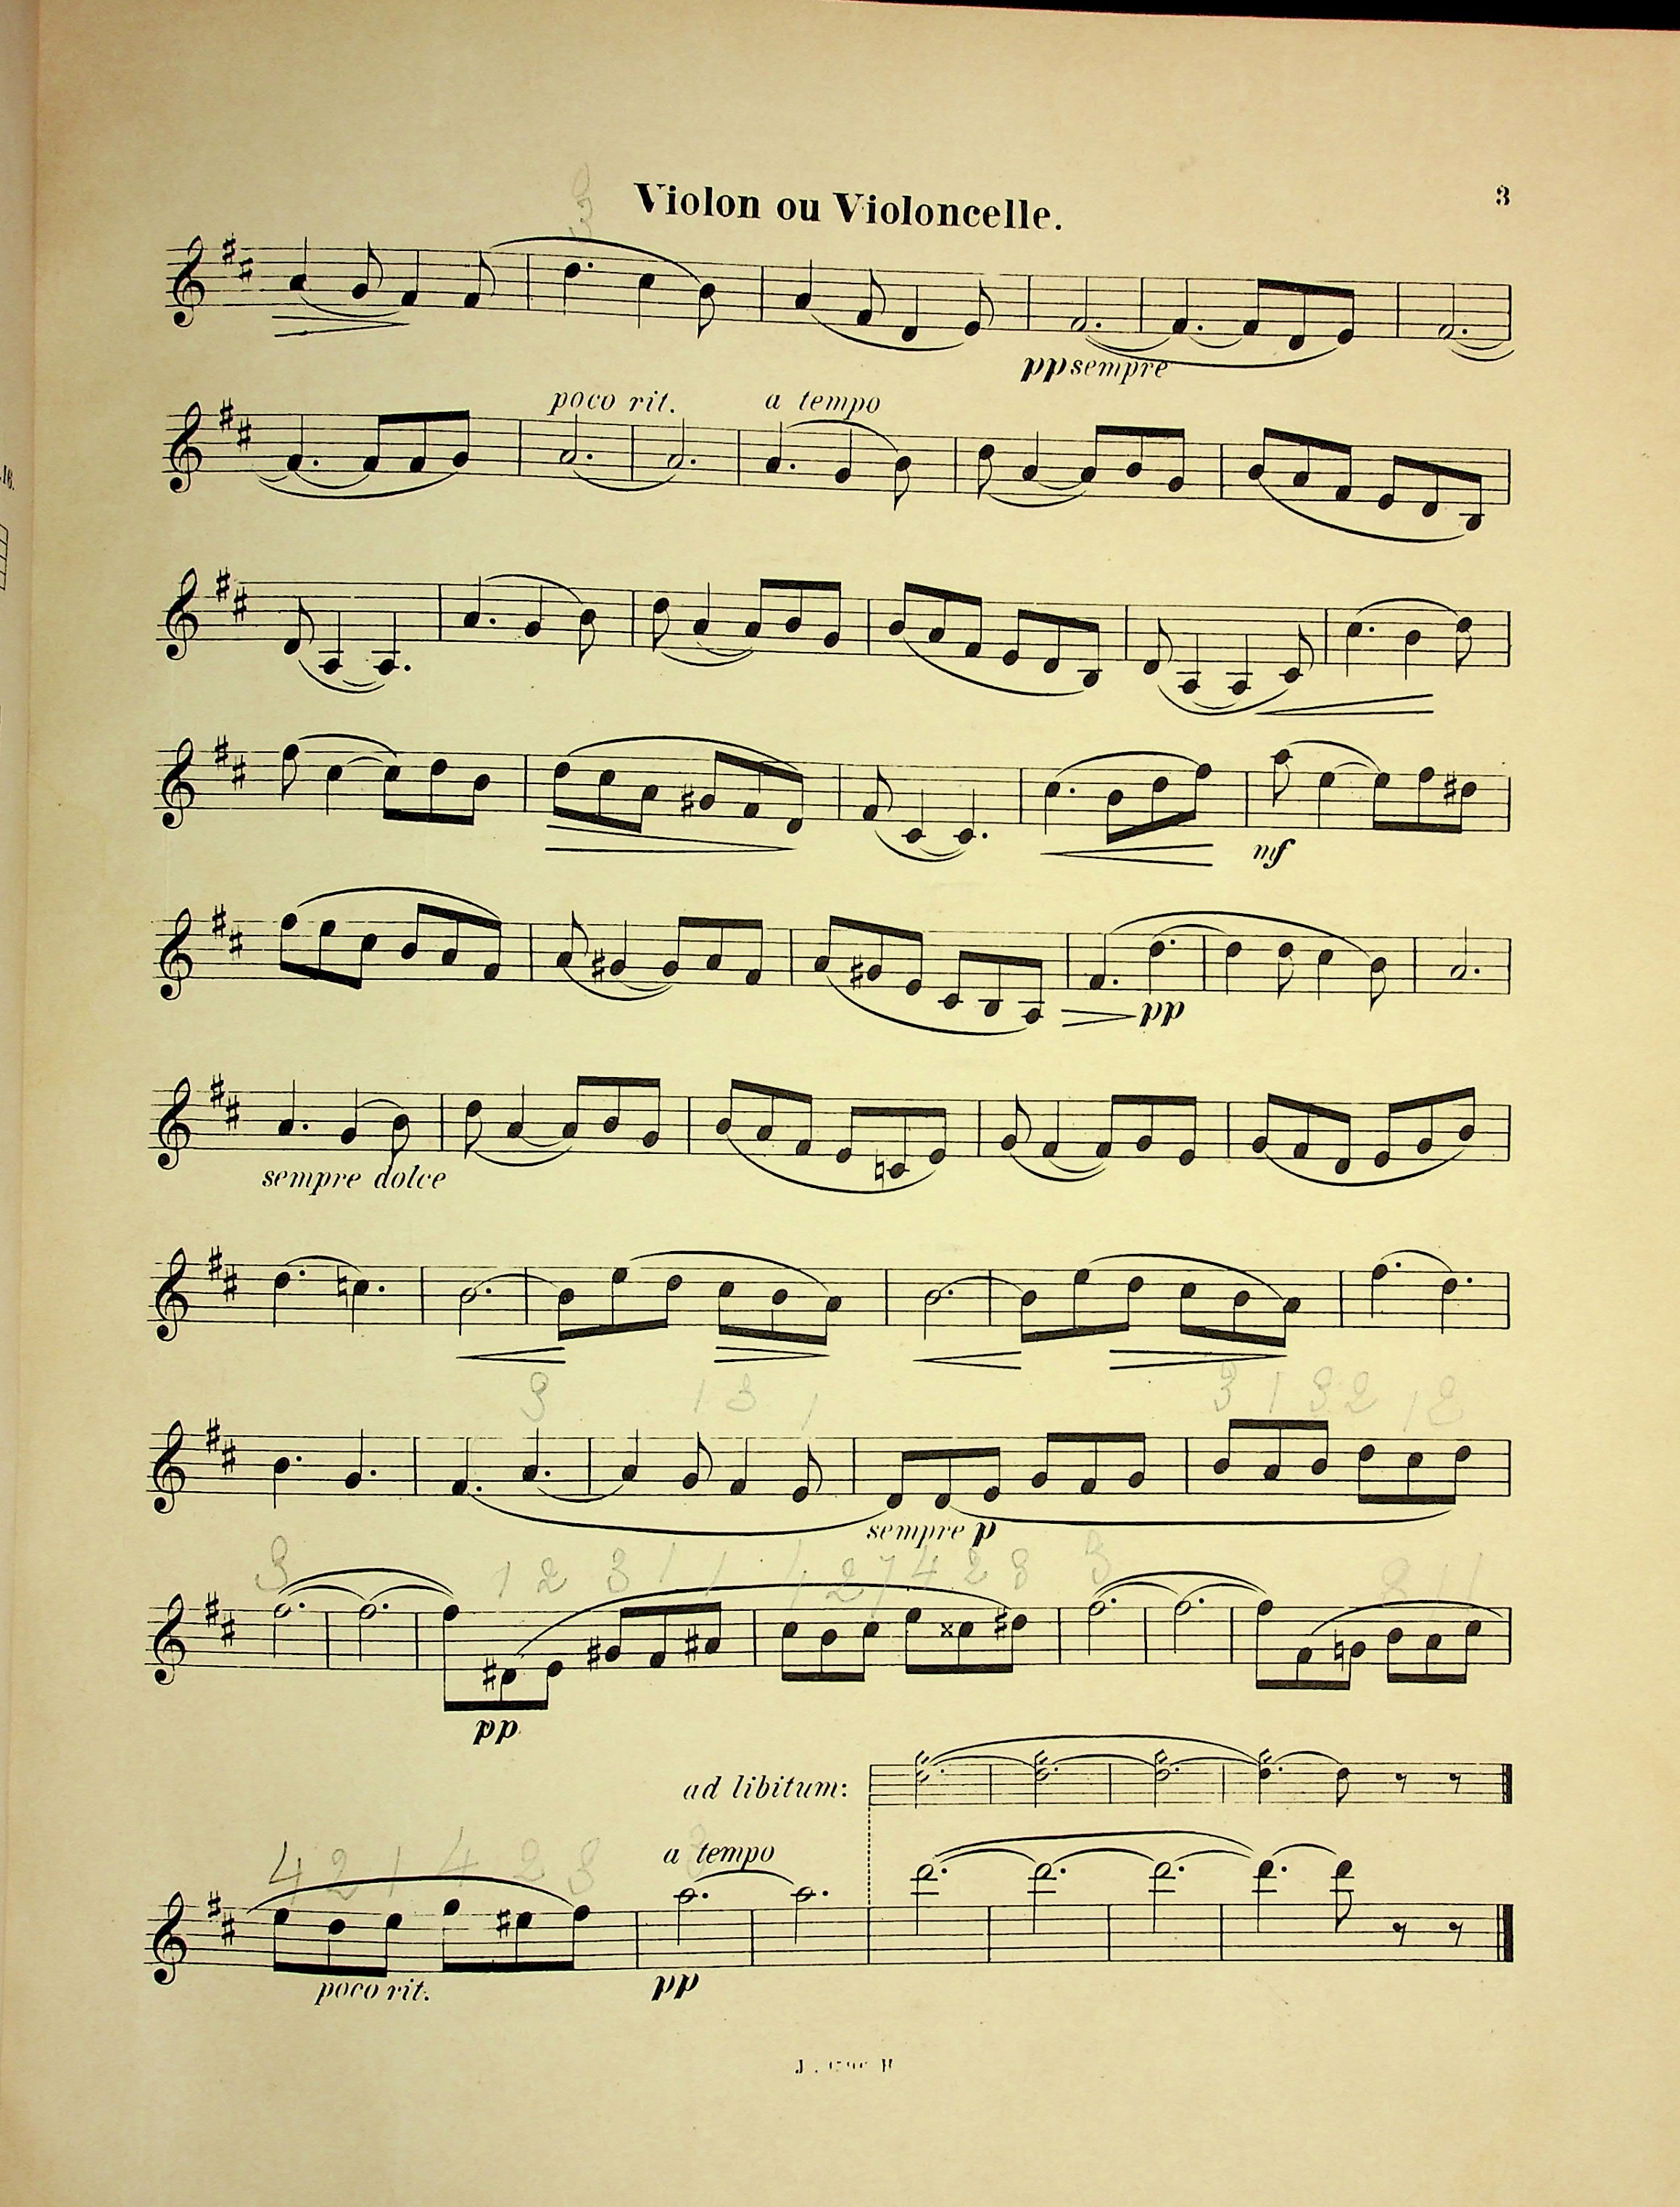 Violon ou Violoncelle.
3
3
pp sempre
poco rit.
a tempo
16.
mf
pp
sempre dolce
3 1 3 1 3 1 3 2 1 2
sempre p
3 1 2 3 1 1 1 2 1 4 2 3 3 3 1 1
pp
ad libitum:
4 2 1 4 2 3
a tempo
poco rit.
pp